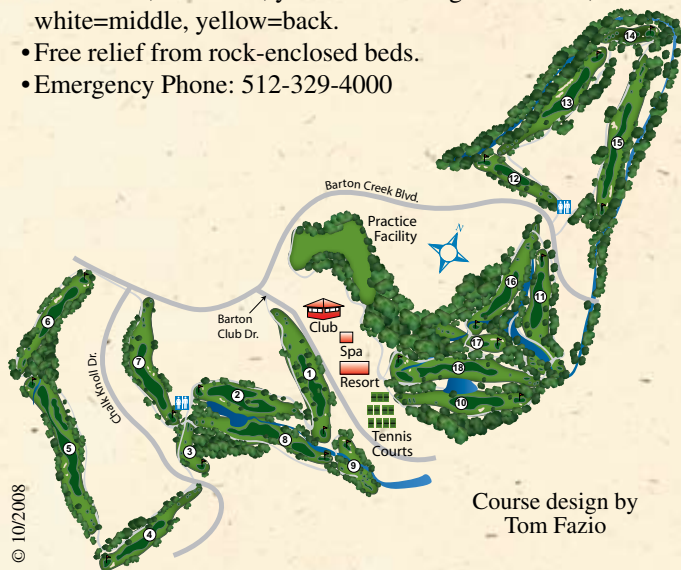 white=middle, yellow=back.
•Free relief from rock-enclosed beds.
•Emergency Phone: 512-329-4000
14
13
15
12
Barton Creek Blvd.
Practice
Facility
N
16
11
17
18
10
Barton
Club Dr.
Club
Spa
Resort
Tennis
Courts
6
Chalk Knoll Dr.
7
1
2
8
3
9
5
4
Course design by
Tom Fazio
© 10/2008